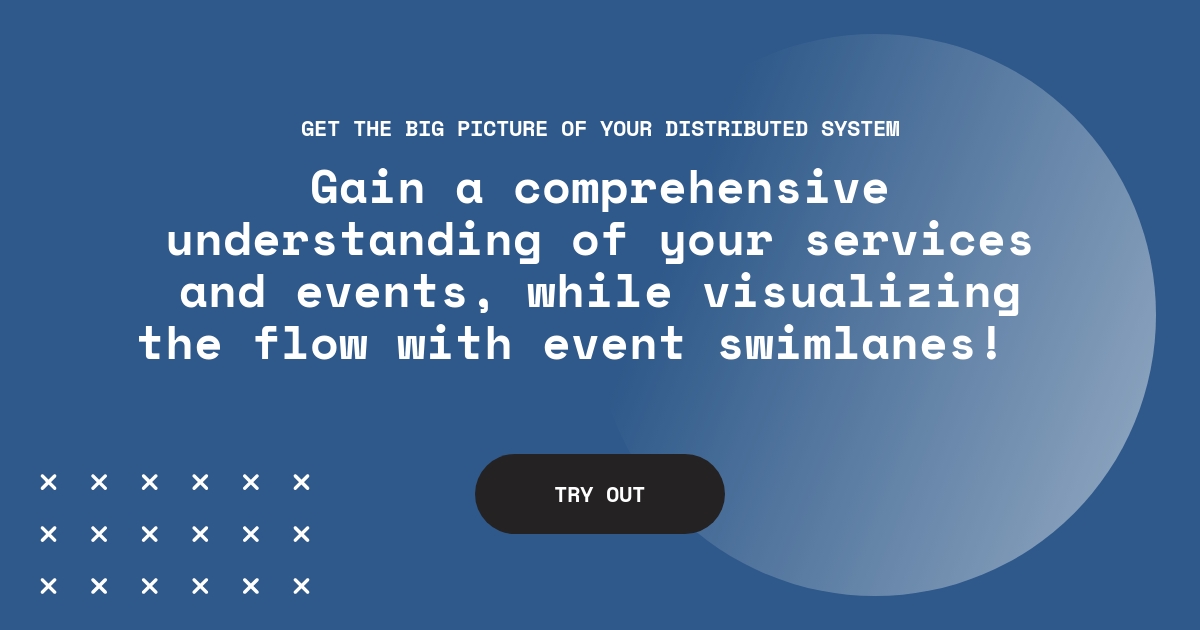 GET THE BIG PICTURE OF YOUR DISTRIBUTED SYSTEM
Gain a comprehensive
understanding of your services
and events, while visualizing
the flow with event swimlanes!
TRY OUT